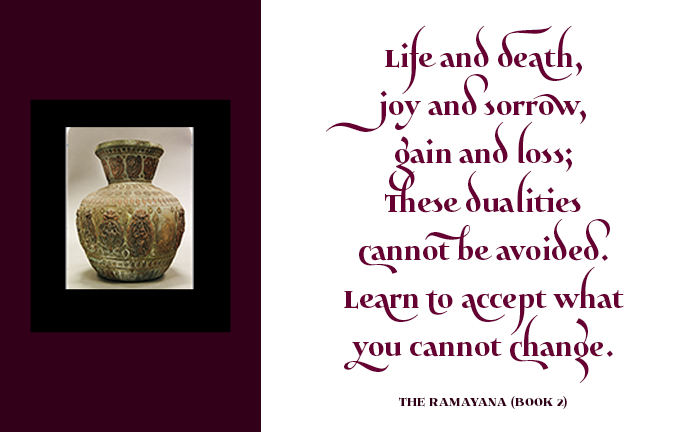 Life and death,
joy and sorrow,
gain and loss;
These dualities
cannot be avoided.
Learn to accept what
you cannot change.
THE RAMAYANA (BOOK 2)